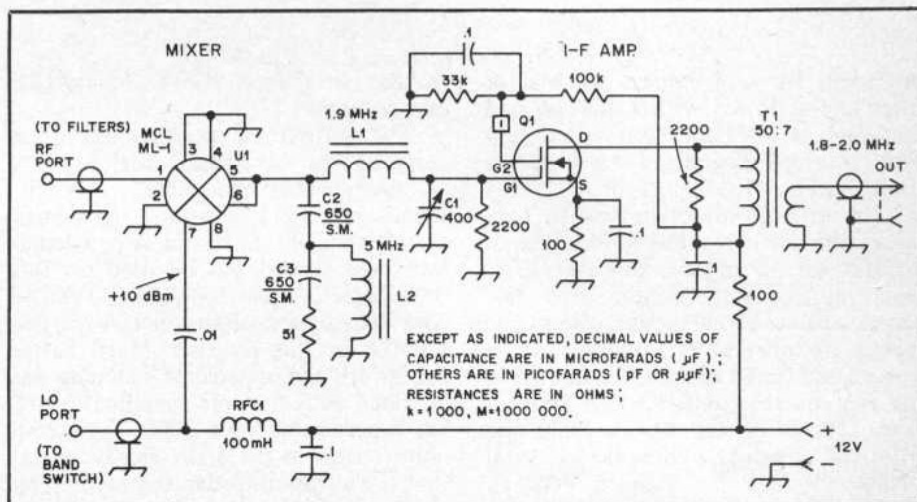 MIXER
I-F AMP.
.1
33k
100k
1.9 MHz
L1
(TO FILTERS)
RF
PORT
MCL
ML-1
U1
1
2
3
4
5
6
7
8
Q1
D
G2
G1
S
2200
T1
50:7
1.8-2.0 MHz
OUT
C1
400
2200
100
.1
.1
100
C2
650
S.M.
C3
650
S.M.
5 MHz
L2
51
+10 dBm
.01
EXCEPT AS INDICATED, DECIMAL VALUES OF
CAPACITANCE ARE IN MICROFARADS (µF);
OTHERS ARE IN PICOFARADS (pF OR µµF);
RESISTANCES ARE IN OHMS;
k=1000, M=1000 000.
LO
PORT
(TO
BAND
SWITCH)
RFC1
100mH
.1
+
12V
-